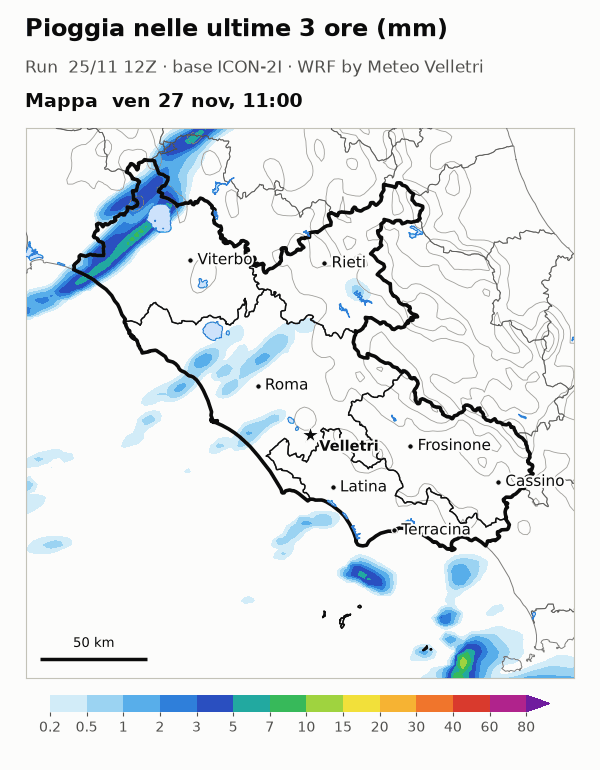 Pioggia nelle ultime 3 ore (mm)
Run  25/11 12Z · base ICON-2I · WRF by Meteo Velletri
Mappa  ven 27 nov, 11:00
Viterbo
Rieti
Roma
Velletri
Frosinone
Cassino
Latina
Terracina
50 km
0.2 0.5 1 2 3 5 7 10 15 20 30 40 60 80